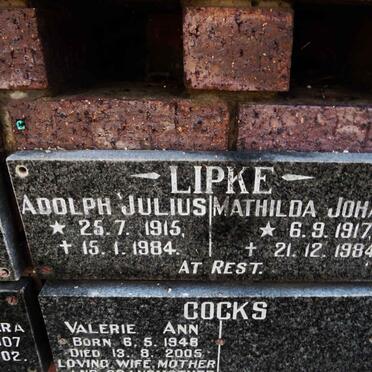 LIPKE
ADOLPH JULIUS MATHILDA
★ 25.7 1915, ★ 6.9 1917,
† 15.1 1984. † 21.12 1984
AT REST.
COCKS
VALERIE ANN
BORN 6.5 1948
DIED 13.8 2005
LOVING WIFE, MOTHER